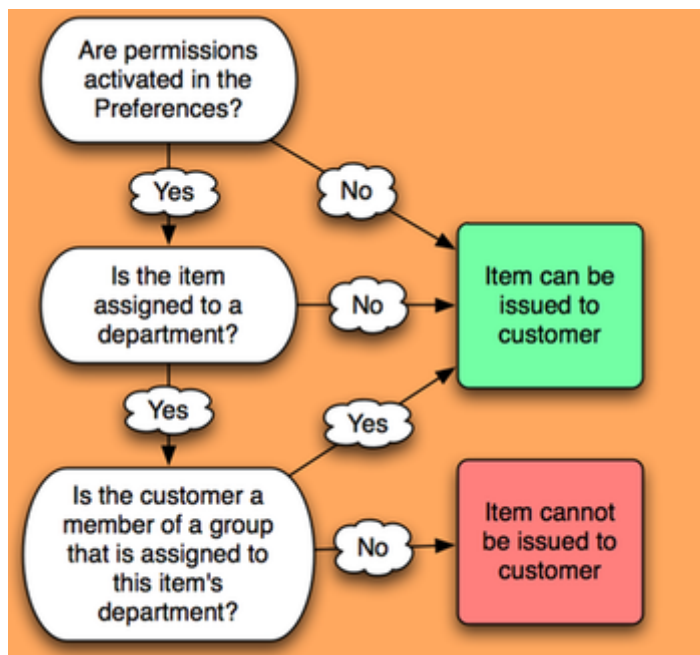 Are permissions
activated in the
Preferences?
Yes
No
Is the item
assigned to a
department?
No
Item can be
issued to
customer
Yes
Yes
Is the customer a
member of a group
that is assigned to
this item's
department?
No
Item cannot
be issued to
customer